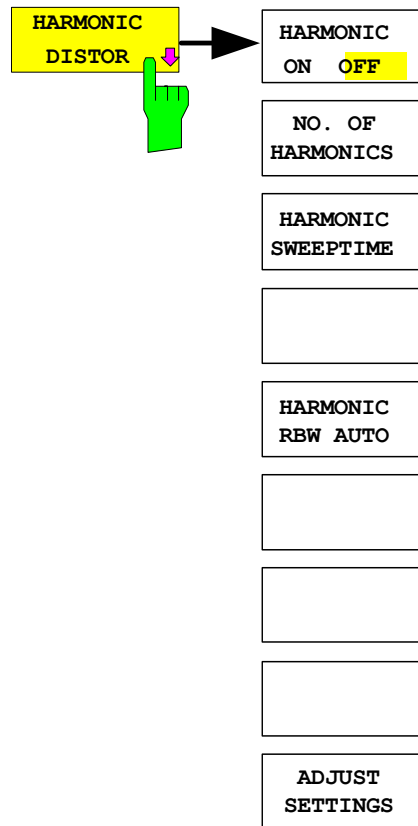 HARMONIC
DISTOR
HARMONIC
ON OFF
NO. OF
HARMONICS
HARMONIC
SWEEPTIME
HARMONIC
RBW AUTO
ADJUST
SETTINGS